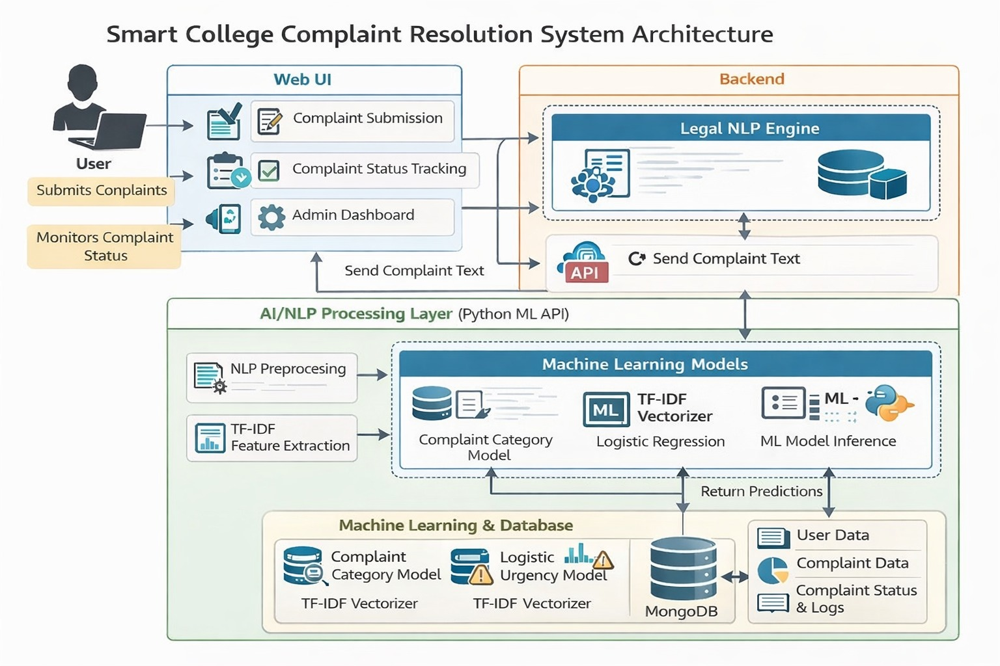 Smart College Complaint Resolution System Architecture
User
Submits Conplaints
Monitors Complaint
Status
Web UI
Complaint Submission
Complaint Status Tracking
Admin Dashboard
Send Complaint Text
Backend
Legal NLP Engine
API
Send Complaint Text
AI/NLP Processing Layer (Python ML API)
NLP Preprocesing
TF-IDF
Feature Extraction
Machine Learning Models
Complaint Category
Model
ML
TF-IDF
Vectorizer
Logistic Regression
ML -
ML Model Inference
Return Predictions
Machine Learning & Database
Complaint
Category Model
TF-IDF Vectorizer
Logistic
Urgency Model
TF-IDF Vectorizer
MongoDB
User Data
Complaint Data
Complaint Status
& Logs